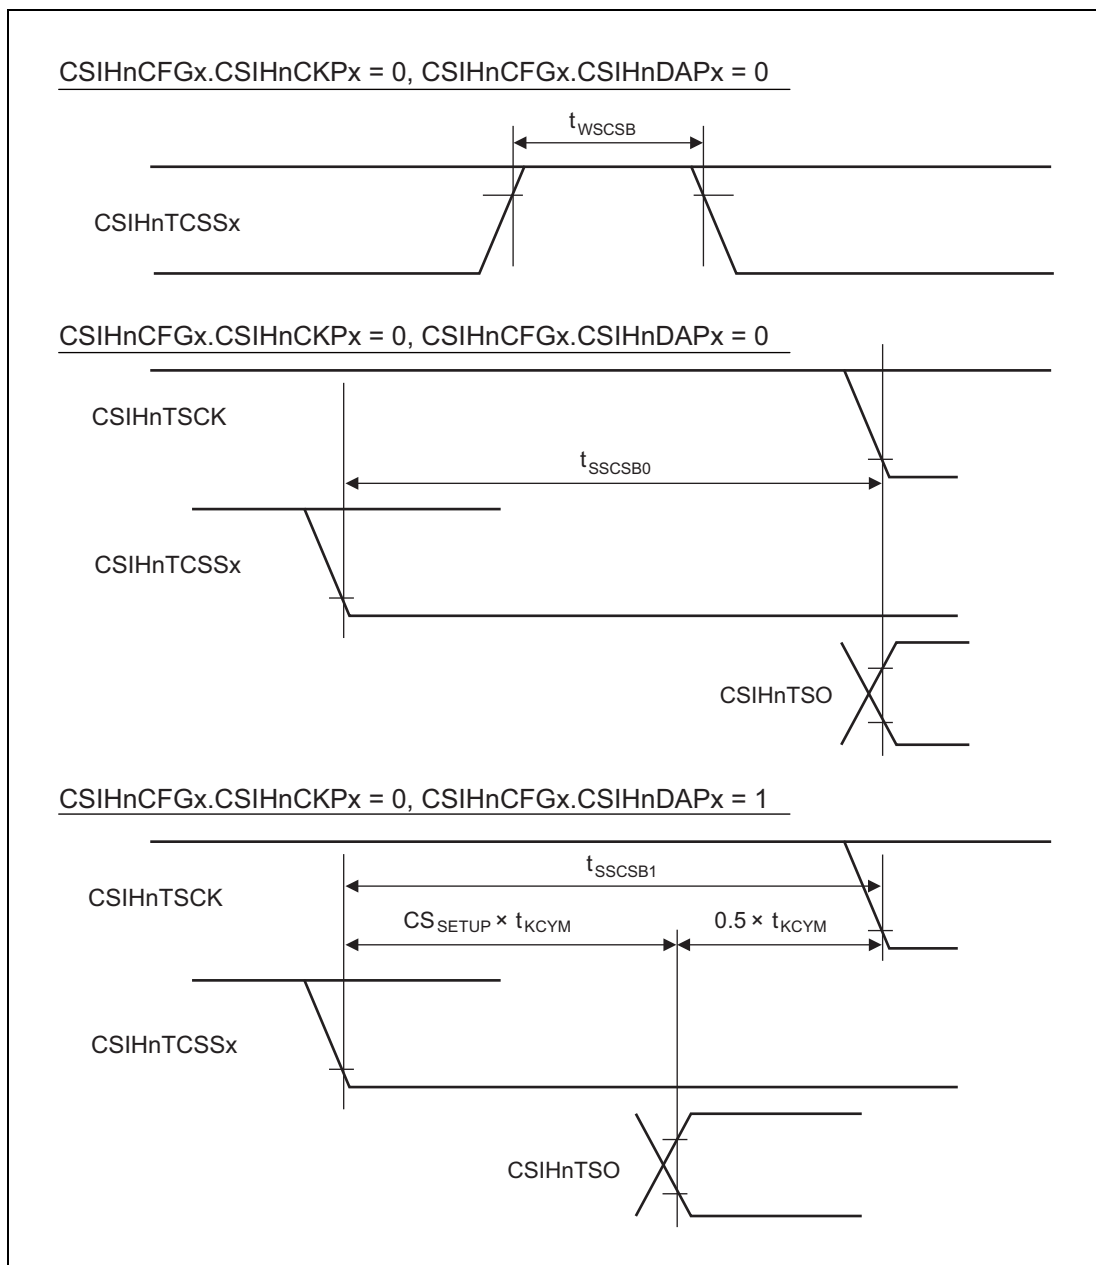 CSIHnCFGx.CSIHnCKPx = 0, CSIHnCFGx.CSIHnDAPx = 0
tWSCSB
CSIHnTCSSx
CSIHnCFGx.CSIHnCKPx = 0, CSIHnCFGx.CSIHnDAPx = 0
CSIHnTSCK
tSSCSB0
CSIHnTCSSx
CSIHnTSO
CSIHnCFGx.CSIHnCKPx = 0, CSIHnCFGx.CSIHnDAPx = 1
tSSCSB1
CSIHnTSCK
CSSETUP × tKCYM
0.5 × tKCYM
CSIHnTCSSx
CSIHnTSO